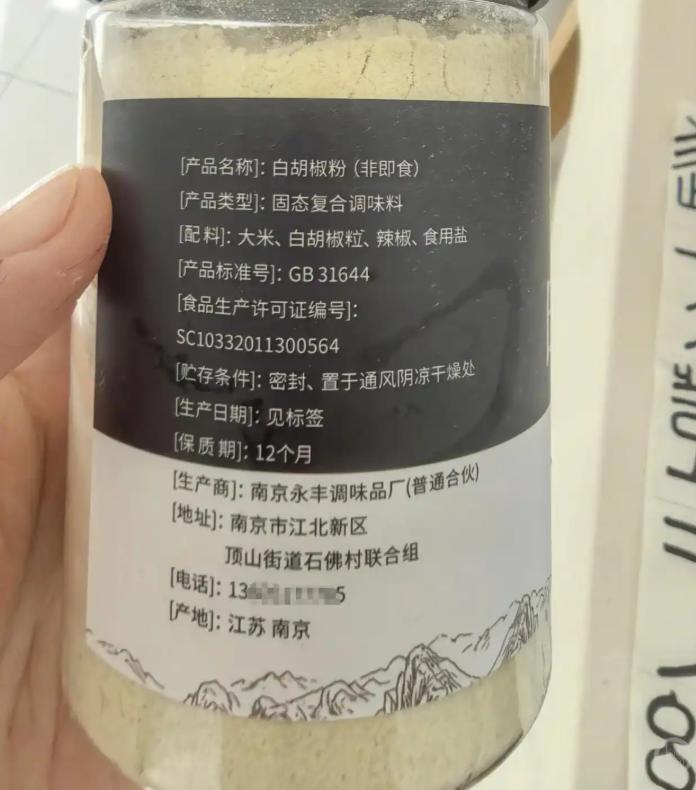 [产品名称]：白胡椒粉（非即食）
[产品类型]：固态复合调味料
[配料]：大米、白胡椒粒、辣椒、食用盐
[产品标准号]：GB 31644
[食品生产许可证编号]：
SC10332011300564
[贮存条件]：密封、置于通风阴凉干燥处
[生产日期]：见标签
[保质期]：12个月
[生产商]：南京永丰调味品厂(普通合伙)
[地址]：南京市江北新区
顶山街道石佛村联合组
[电话]：13 5
[产地]：江苏 南京